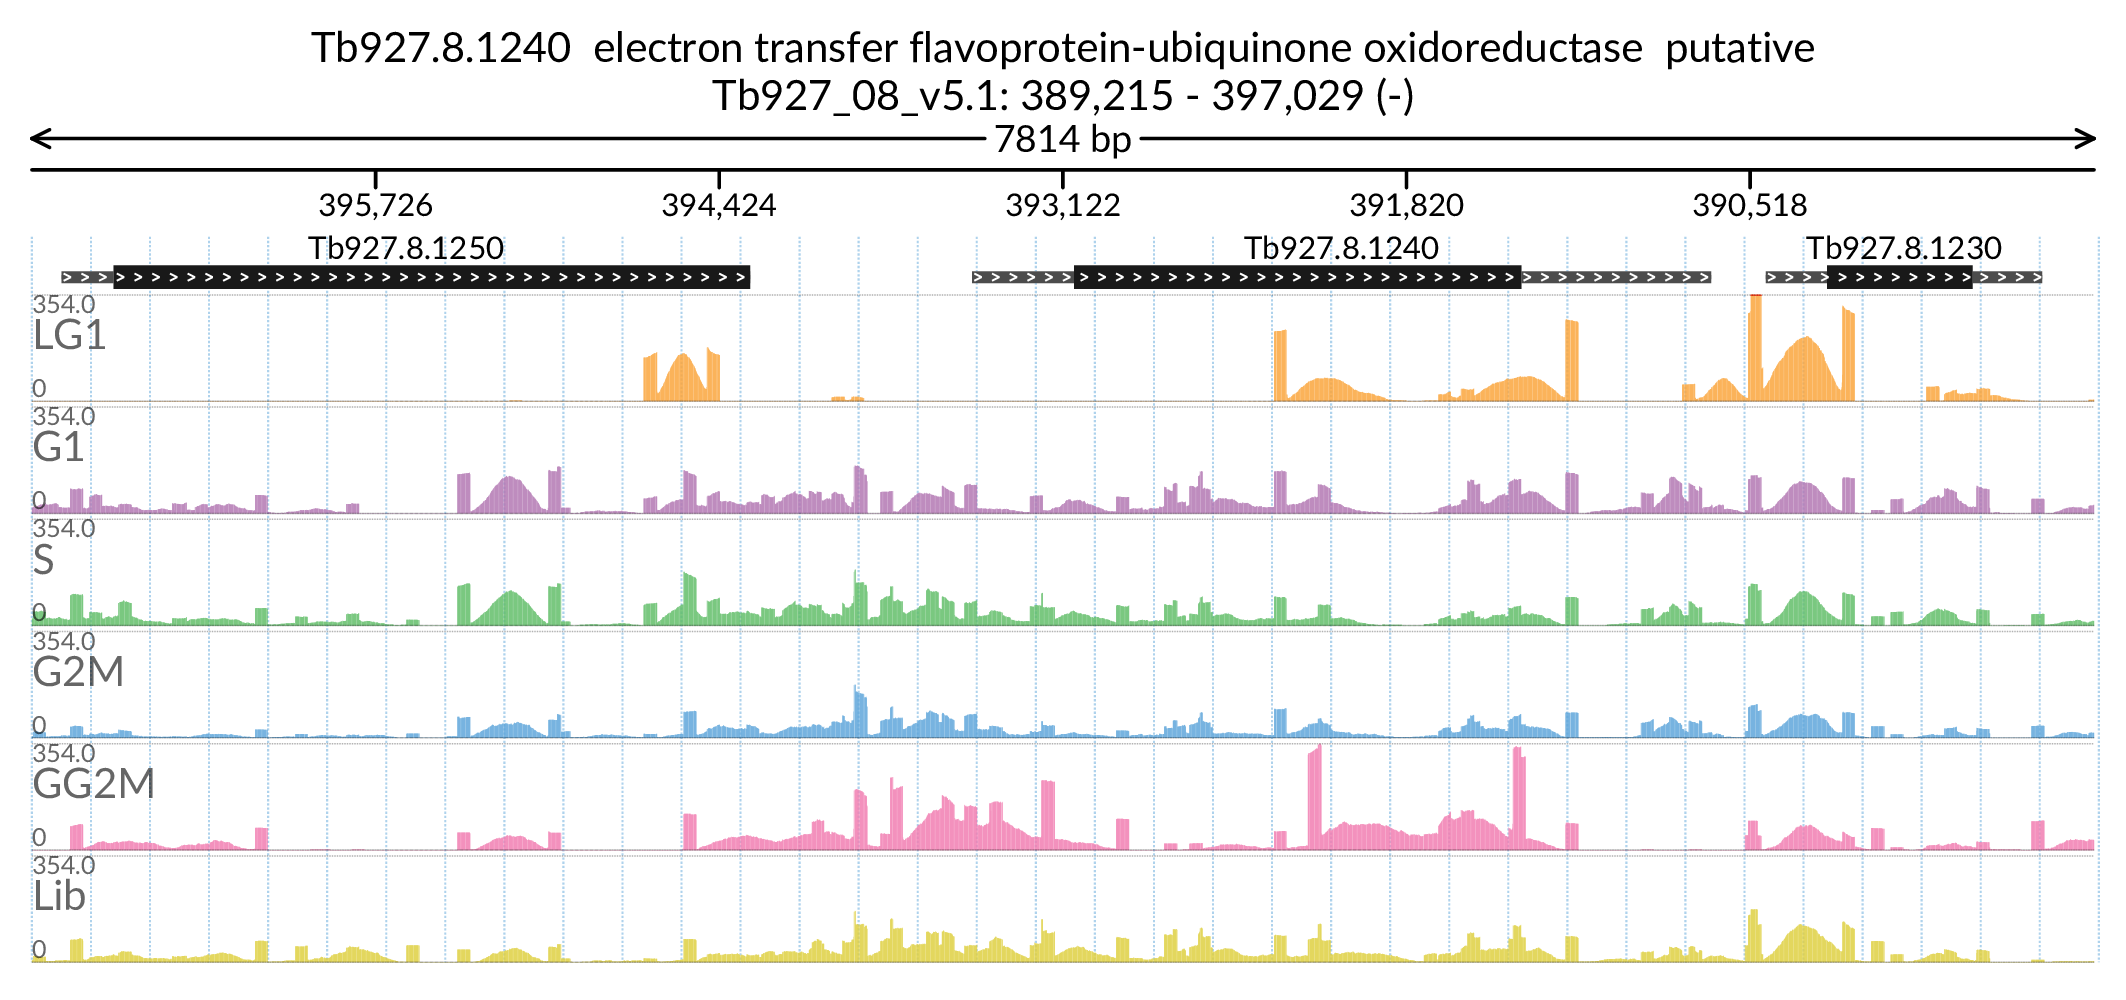 Tb927.8.1240  electron transfer flavoprotein-ubiquinone oxidoreductase  putative
Tb927_08_v5.1: 389,215 - 397,029 (-)
7814 bp
395,726 394,424 393,122 391,820 390,518
Tb927.8.1250 Tb927.8.1240 Tb927.8.1230
354.0
LG1
0
354.0
G1
0
354.0
S
0
354.0
G2M
0
354.0
GG2M
0
354.0
Lib
0